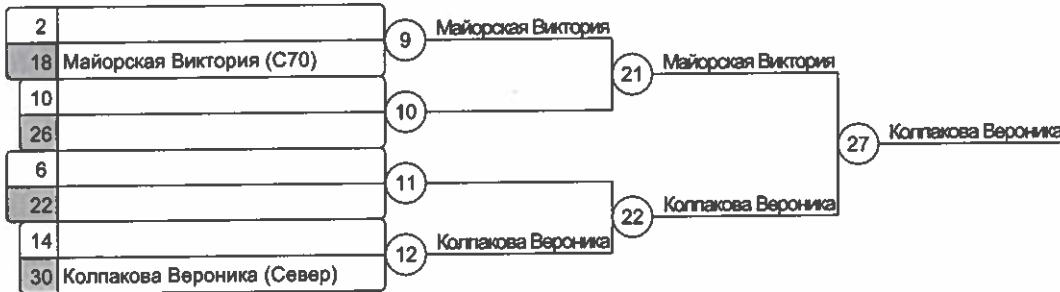 2
9 Майорская Виктория
18 Майорская Виктория (С70)
21 Майорская Виктория
10
10
26
27 Колпакова Вероника
6
11
22
22 Колпакова Вероника
14
12 Колпакова Вероника
30 Колпакова Вероника (Север)